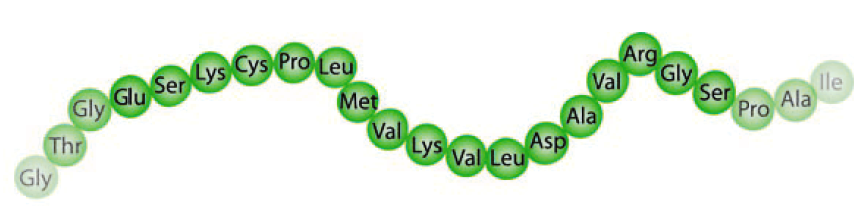 Gly Thr Gly Glu Ser Lys Cys Pro Leu Met Val Lys Val Leu Asp Ala Val Arg Gly Ser Pro Ala Ile